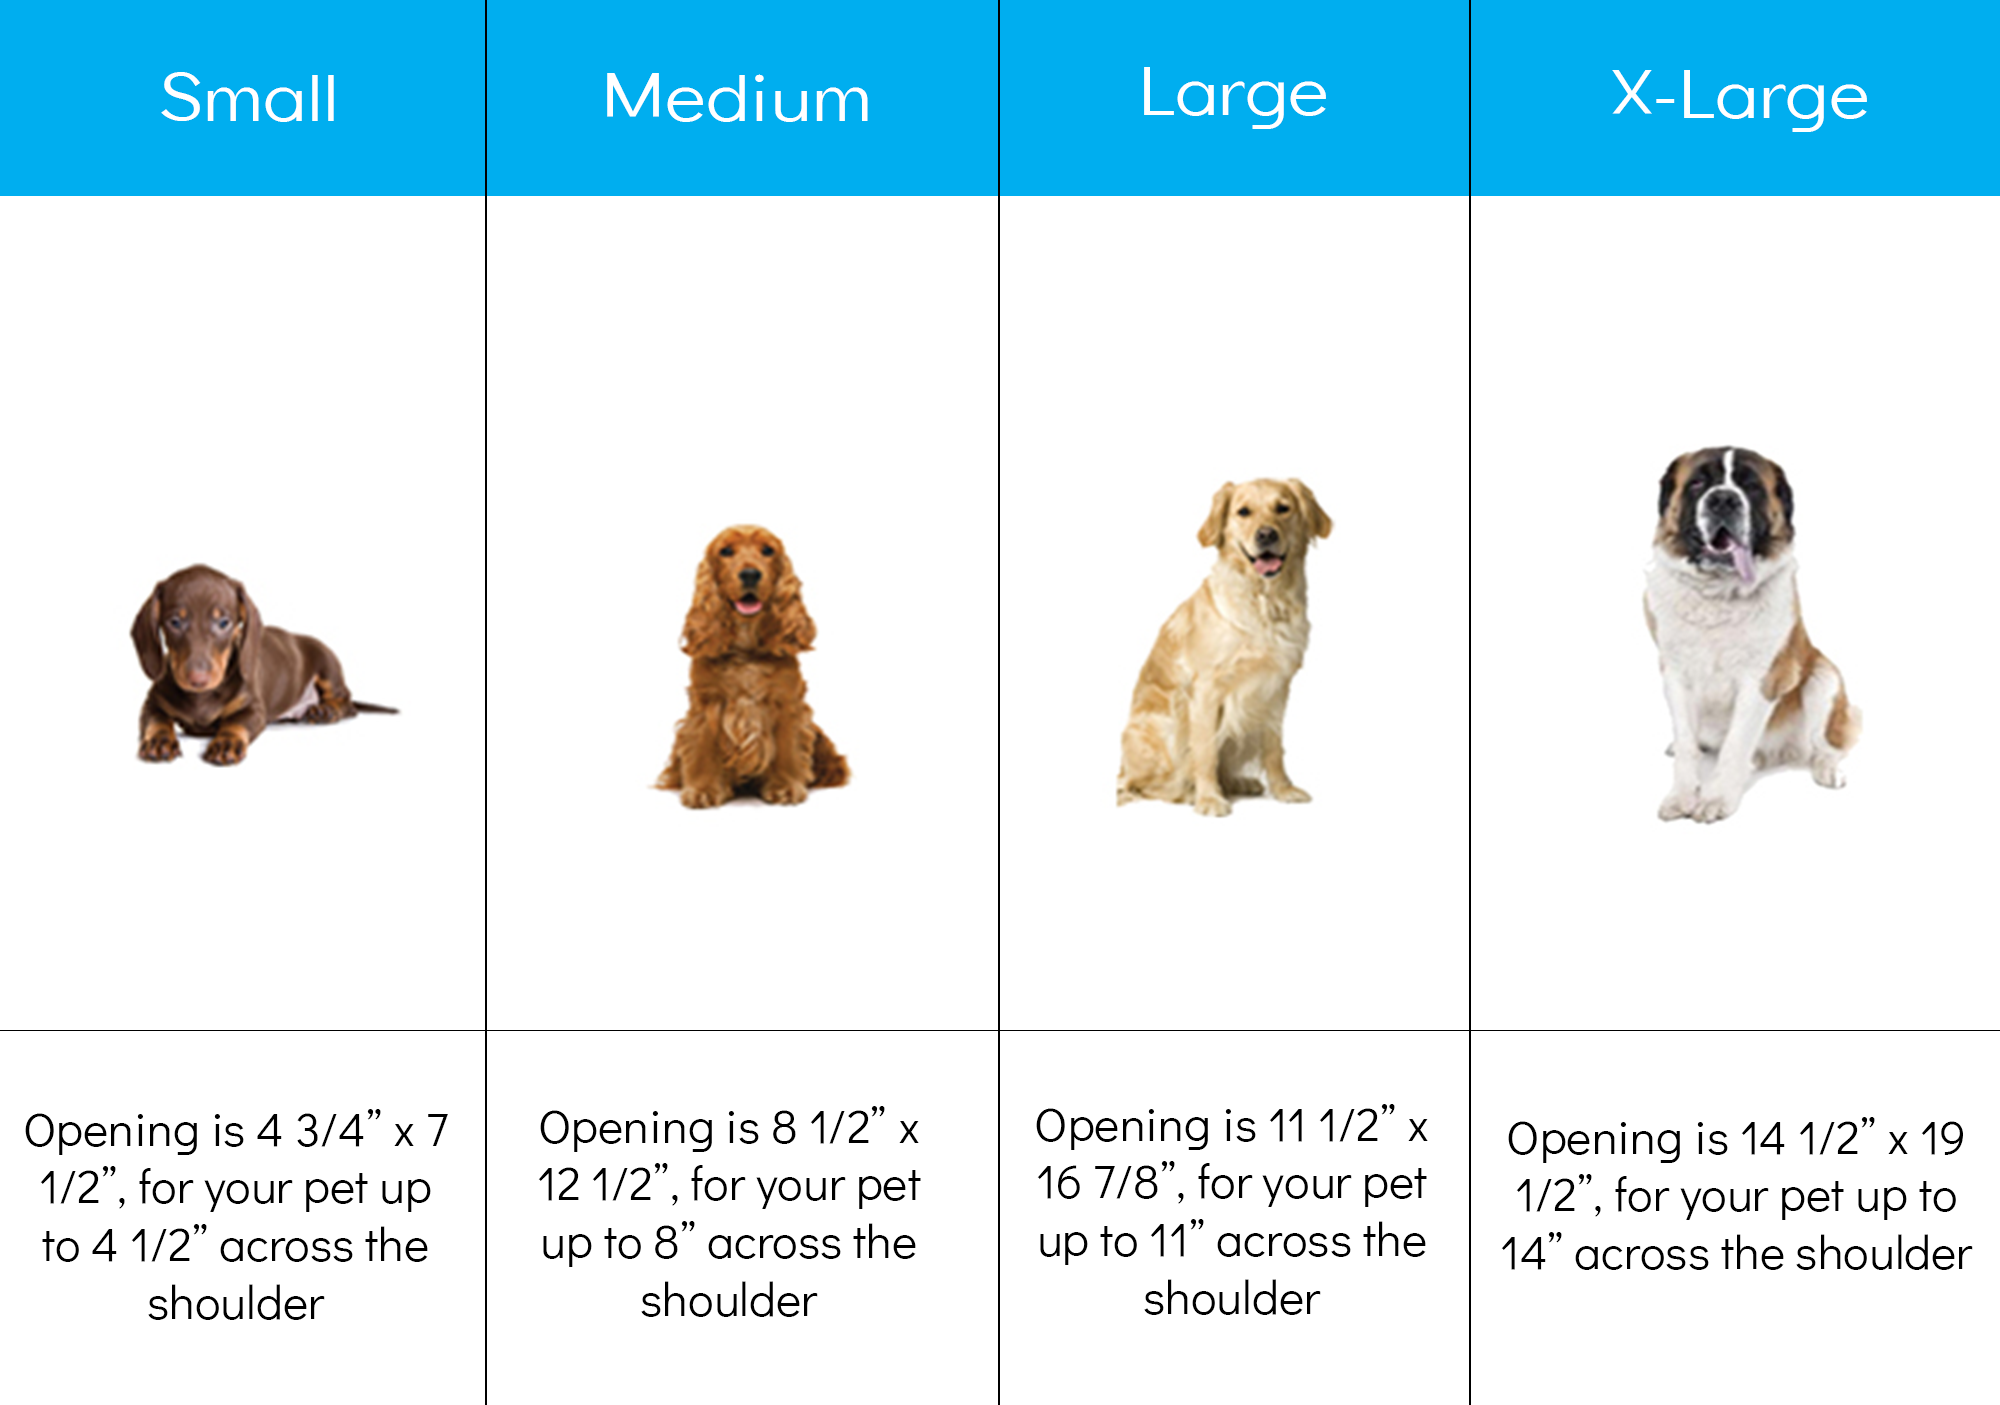 Small
Medium
Large
X-Large
Opening is 4 3/4” x 7
1/2”, for your pet up
to 4 1/2” across the
shoulder
Opening is 8 1/2” x
12 1/2”, for your pet
up to 8” across the
shoulder
Opening is 11 1/2” x
16 7/8”, for your pet
up to 11” across the
shoulder
Opening is 14 1/2” x 19
1/2”, for your pet up to
14” across the shoulder